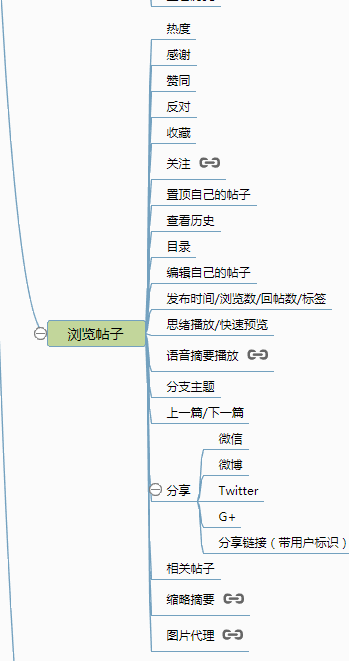 热度
感谢
赞同
反对
收藏
关注
置顶自己的帖子
查看历史
目录
编辑自己的帖子
发布时间/浏览数/回帖数/标签
浏览帖子
思绪播放/快速预览
语音摘要播放
分支主题
上一篇/下一篇
分享
微信
微博
Twitter
G+
分享链接（带用户标识）
相关帖子
缩略摘要
图片代理